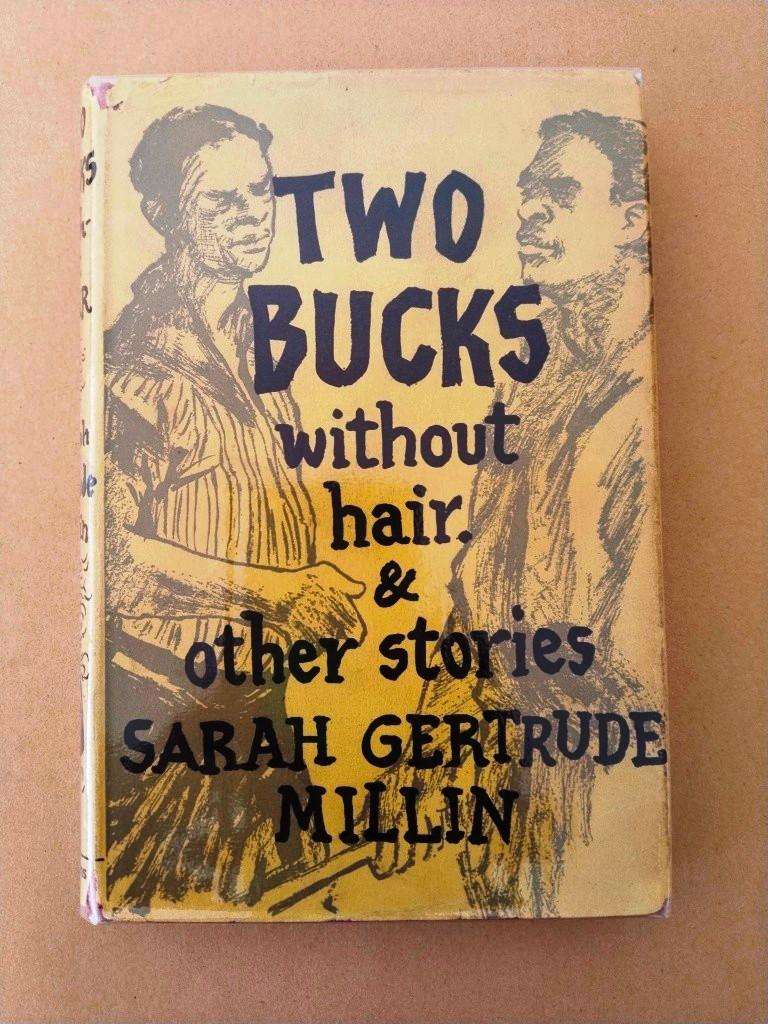 TWO
BUCKS
without
hair.
&
other stories
SARAH GERTRUDE
MILLIN